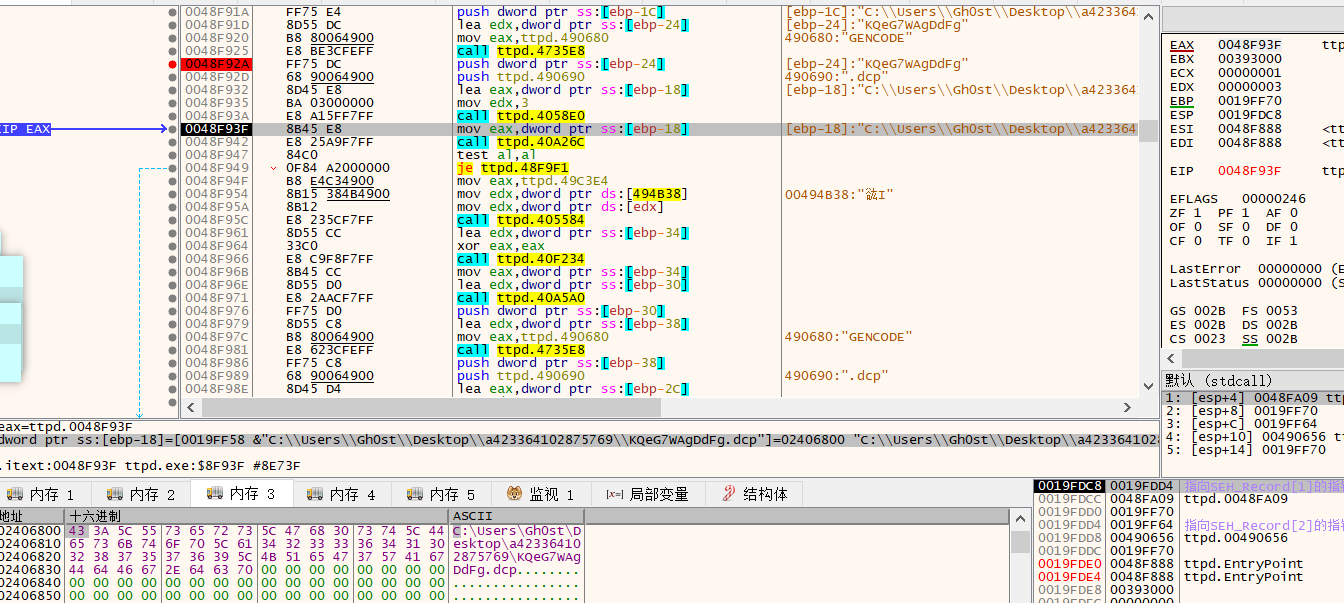 0048F91A FF75 E4 push dword ptr ss:[ebp-1C] [ebp-1C]:"C:\\Users\\Gh0st\\Desktop\\a4233641
0048F91D 8D55 DC lea edx,dword ptr ss:[ebp-24] [ebp-24]:"KQeG7WAgDdFg"
0048F920 B8 80064900 mov eax,ttpd.490680 490680:"GENCODE"
0048F925 E8 BE3CFEFF call ttpd.4735E8
0048F92A FF75 DC push dword ptr ss:[ebp-24] [ebp-24]:"KQeG7WAgDdFg"
0048F92D 68 90064900 push ttpd.490690 490690:".dcp"
0048F932 8D45 E8 lea eax,dword ptr ss:[ebp-18] [ebp-18]:"C:\\Users\\Gh0st\\Desktop\\a4233641
0048F935 BA 03000000 mov edx,3
0048F93A E8 A15FF7FF call ttpd.4058E0
EIP EAX 0048F93F 8B45 E8 mov eax,dword ptr ss:[ebp-18] [ebp-18]:"C:\\Users\\Gh0st\\Desktop\\a4233641
0048F942 E8 25A9F7FF call ttpd.40A26C
0048F947 84C0 test al,al
0048F949 0F84 A2000000 je ttpd.48F9F1
0048F94F B8 E4C34900 mov eax,ttpd.49C3E4
0048F954 8B15 384B4900 mov edx,dword ptr ds:[494B38] 00494B38:
0048F95A 8B12 mov edx,dword ptr ds:[edx]
0048F95C E8 235CF7FF call ttpd.405584
0048F961 8D55 CC lea edx,dword ptr ss:[ebp-34]
0048F964 33C0 xor eax,eax
0048F966 E8 C9F8F7FF call ttpd.40F234
0048F96B 8B45 CC mov eax,dword ptr ss:[ebp-34]
0048F96E 8D55 D0 lea edx,dword ptr ss:[ebp-30]
0048F971 E8 2AACF7FF call ttpd.40A5A0
0048F976 FF75 D0 push dword ptr ss:[ebp-30]
0048F979 8D55 C8 lea edx,dword ptr ss:[ebp-38]
0048F97C B8 80064900 mov eax,ttpd.490680 490680:"GENCODE"
0048F981 E8 623CFEFF call ttpd.4735E8
0048F986 FF75 C8 push dword ptr ss:[ebp-38]
0048F989 68 90064900 push ttpd.490690 490690:".dcp"
0048F98E 8D45 D4 lea eax,dword ptr ss:[ebp-2C]
EAX 0048F93F ttp
EBX 00393000
ECX 00000001
EDX 00000003
EBP 0019FF70
ESP 0019FDC8
ESI 0048F888 <tt
EDI 0048F888 <tt
EIP 0048F93F ttp
EFLAGS 00000246
ZF 1 PF 1 AF 0
OF 0 SF 0 DF 0
CF 0 TF 0 IF 1
LastError 00000000 (E
LastStatus 00000000 (S
GS 002B FS 0053
ES 002B DS 002B
CS 0023 SS 002B
默认 (stdcall)
1: [esp+4] 0048FA09 ttp
2: [esp+8] 0019FF70
3: [esp+C] 0019FF64
4: [esp+10] 00490656 tt
5: [esp+14] 0019FF70
eax=ttpd.0048F93F
dword ptr ss:[ebp-18]=[0019FF58 &"C:\\Users\\Gh0st\\Desktop\\a423364102875769\\KQeG7WAgDdFg.dcp"]=02406800 "C:\\Users\\Gh0st\\Desktop\\a4233641028
.itext:0048F93F ttpd.exe:$8F93F #8E73F
内存 1 内存 2 内存 3 内存 4 内存 5 监视 1 [x=] 局部变量 结构体
地址 十六进制 ASCII
02406800 43 3A 5C 55 73 65 72 73 5C 47 68 30 73 74 5C 44 C:\Users\Gh0st\D
02406810 65 73 6B 74 6F 70 5C 61 34 32 33 33 36 34 31 30 esktop\a42336410
02406820 32 38 37 35 37 36 39 5C 4B 51 65 47 37 57 41 67 2875769\KQeG7WAg
02406830 44 64 46 67 2E 64 63 70 00 00 00 00 00 00 00 00 DdFg.dcp........
02406840 00 00 00 00 00 00 00 00 00 00 00 00 00 00 00 00 ................
02406850 00 00 00 00 00 00 00 00 00 00 00 00 00 00 00 00 ................
0019FDC8 0019FDD4 指向SEH_Record[1]的指
0019FDCC 0048FA09 ttpd.0048FA09
0019FDD0 0019FF70
0019FDD4 0019FF64 指向SEH_Record[2]的指
0019FDD8 00490656 ttpd.00490656
0019FDDC 0019FF70
0019FDE0 0048F888 ttpd.EntryPoint
0019FDE4 0048F888 ttpd.EntryPoint
0019FDE8 00393000
0019FDEC 00000000